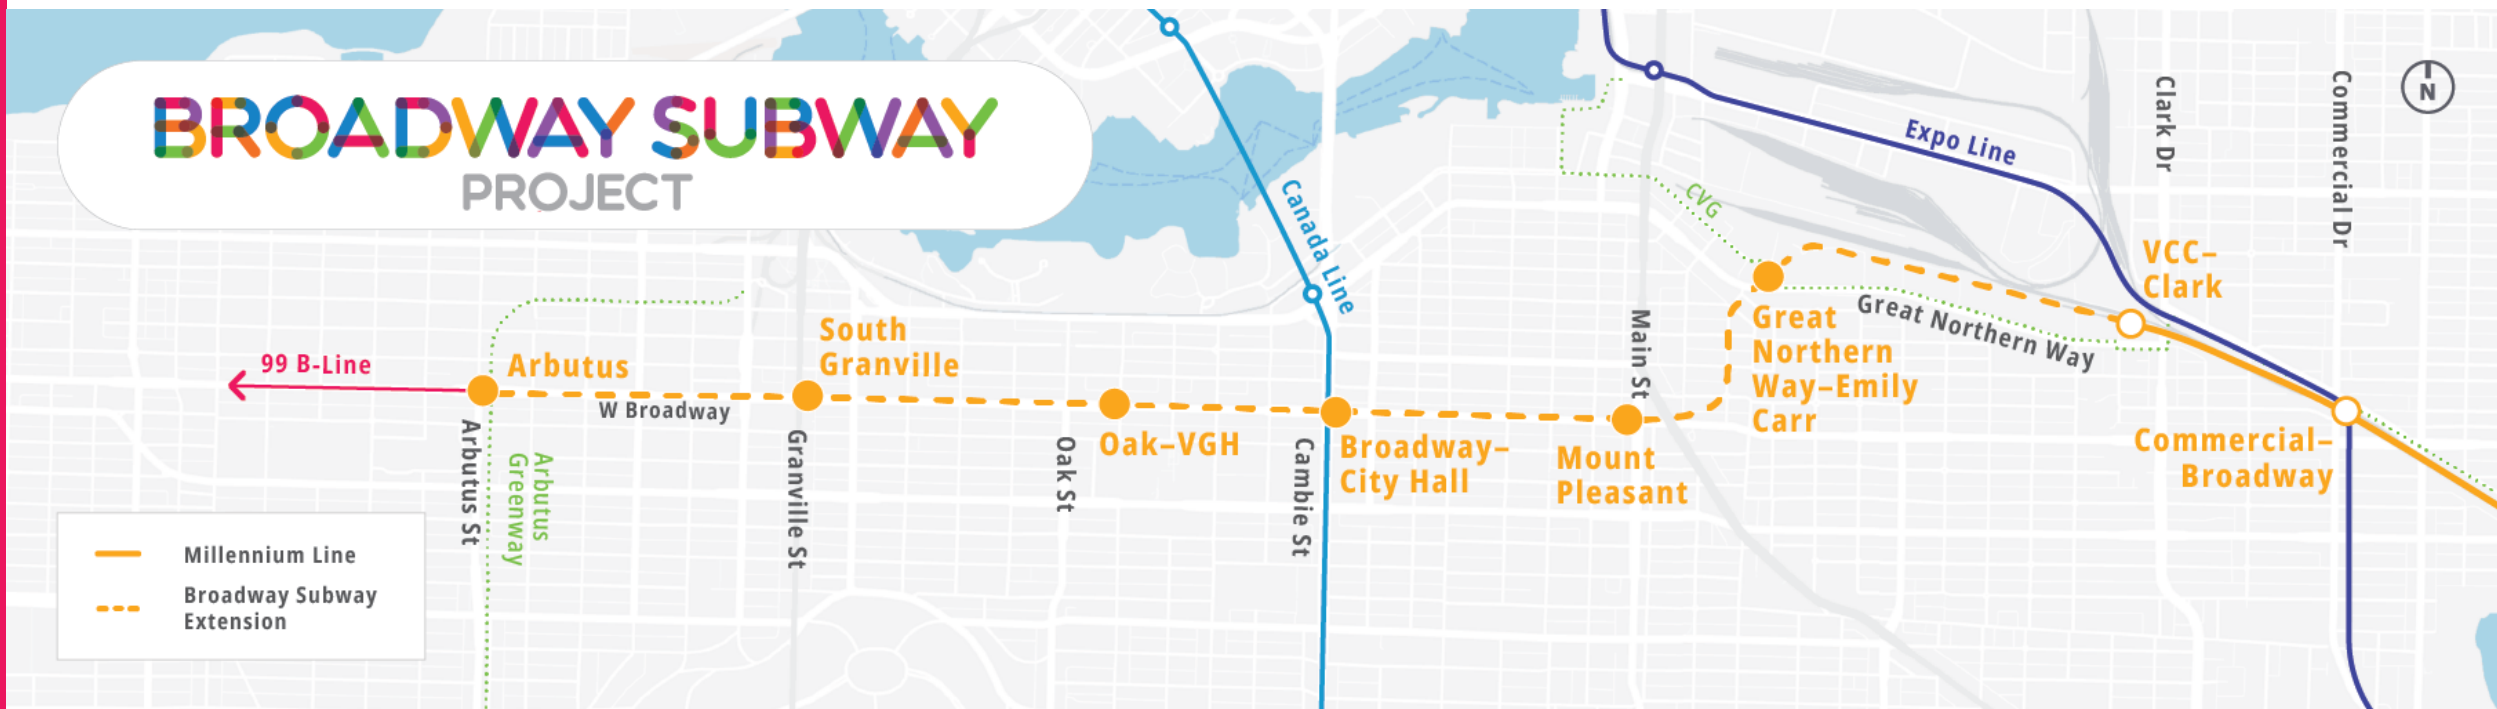 BROADWAY SUBWAY
PROJECT
N
Clark Dr
Commercial Dr
Expo Line
CVG
Canada Line
VCC–
Clark
Great Northern Way
Great
Northern
Way–Emily
Carr
Main St
South
Granville
99 B-Line
Arbutus
W Broadway
Oak–VGH
Broadway–
City Hall
Mount
Pleasant
Commercial–
Broadway
Arbutus St
Arbutus
Greenway
Granville St
Oak St
Cambie St
Millennium Line
Broadway Subway
Extension